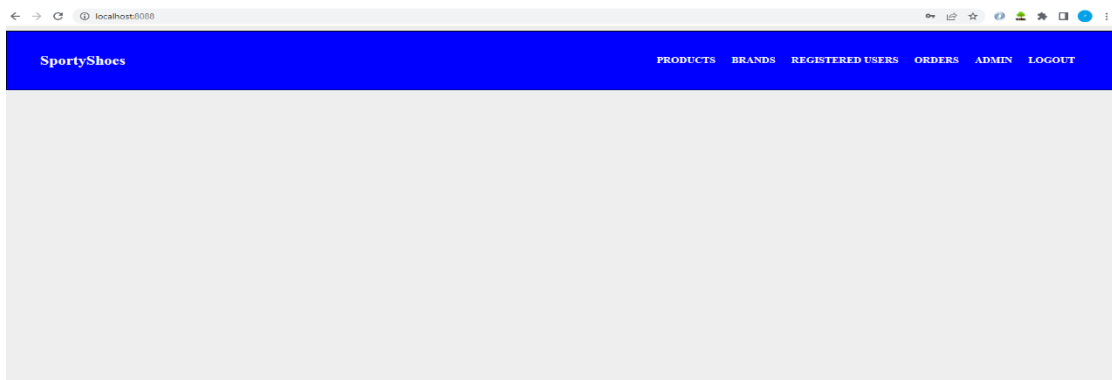 localhost:8088
SportyShoes
PRODUCTS BRANDS REGISTERED USERS ORDERS ADMIN LOGOUT